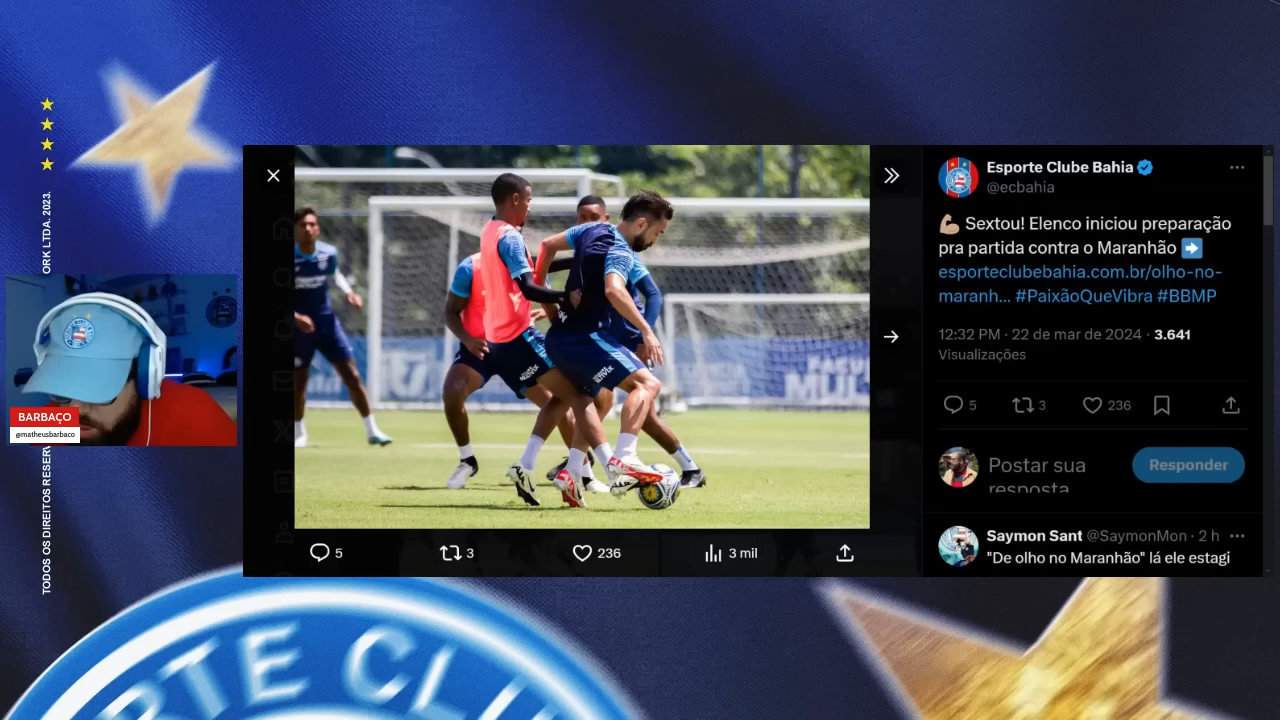 TODOS OS DIREITOS RESERV
ORK LTDA. 2023.
BARBAÇO
@matheusbarbaco
Esporte Clube Bahia
@ecbahia
💪🏼 Sextou! Elenco iniciou preparação
pra partida contra o Maranhão ➡️
esporteclubebahia.com.br/olho-no-
maranh... #PaixãoQueVibra #BBMP
12:32 PM · 22 de mar de 2024 · 3.641
Visualizações
5 3 236
Postar sua
resposta
Responder
Saymon Sant @SaymonMon · 2 h
"De olho no Maranhão" lá ele estagi
5 3 236 3 mil
RTE CLU